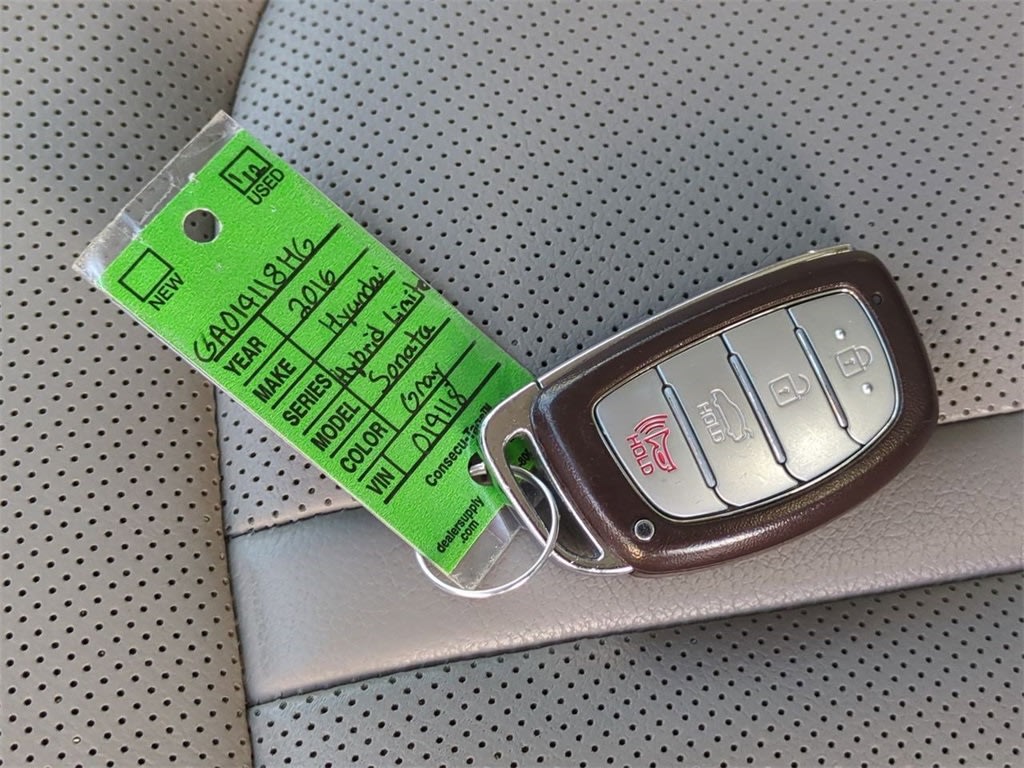 USED
NEW
GA019118HG
YEAR 2016
MAKE Hyundai
SERIES Hybrid Limite
MODEL Sonata
COLOR Gray
VIN 019118
dealersupply
.com
HOLD
HOLD